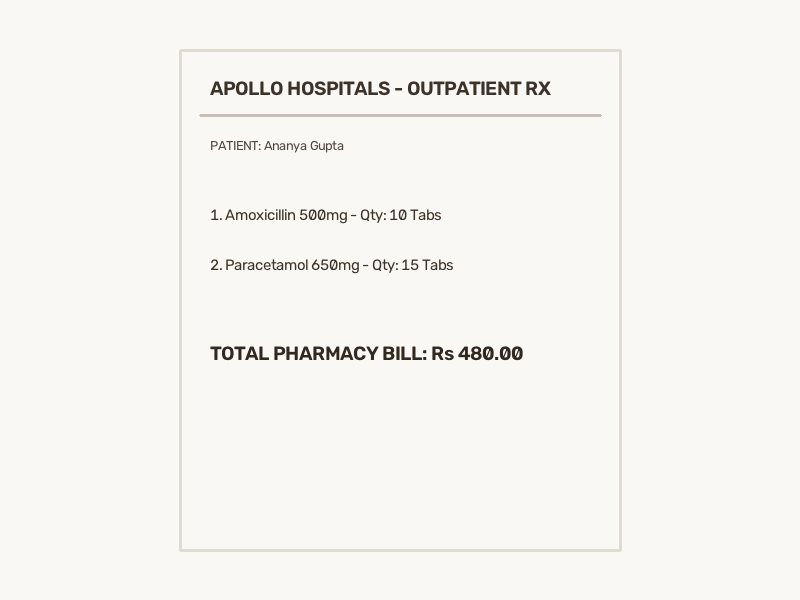 APOLLO HOSPITALS - OUTPATIENT RX
PATIENT: Ananya Gupta
1. Amoxicillin 500mg - Qty: 10 Tabs
2. Paracetamol 650mg - Qty: 15 Tabs
TOTAL PHARMACY BILL: Rs 480.00